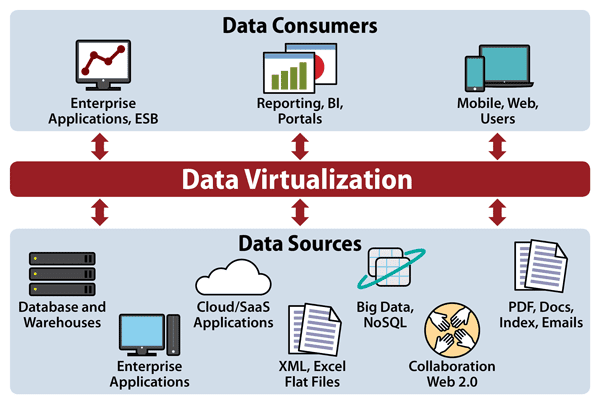 Data Consumers
Enterprise
Applications, ESB
Reporting, BI,
Portals
Mobile, Web,
Users
Data Virtualization
Data Sources
Database and
Warehouses
Enterprise
Applications
Cloud/SaaS
Applications
XML, Excel
Flat Files
Big Data,
NoSQL
Collaboration
Web 2.0
PDF, Docs,
Index, Emails